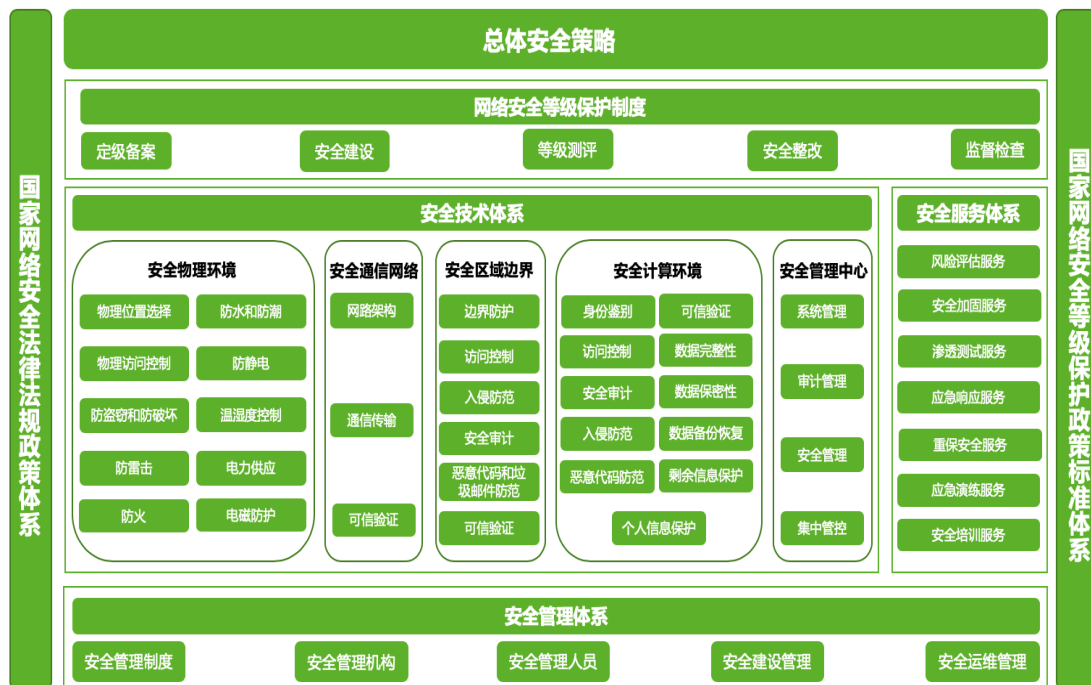 总体安全策略
国家网络安全法律法规政策体系
国家网络安全等级保护政策标准体系
网络安全等级保护制度
定级备案
安全建设
等级测评
安全整改
监督检查
安全技术体系
安全物理环境
物理位置选择
防水和防潮
物理访问控制
防静电
防盗窃和防破坏
温湿度控制
防雷击
电力供应
防火
电磁防护
安全通信网络
网路架构
通信传输
可信验证
安全区域边界
边界防护
访问控制
入侵防范
安全审计
恶意代码和垃
圾邮件防范
可信验证
安全计算环境
身份鉴别
可信验证
访问控制
数据完整性
安全审计
数据保密性
入侵防范
数据备份恢复
恶意代码防范
剩余信息保护
个人信息保护
安全管理中心
系统管理
审计管理
安全管理
集中管控
安全服务体系
风险评估服务
安全加固服务
渗透测试服务
应急响应服务
重保安全服务
应急演练服务
安全培训服务
安全管理体系
安全管理制度
安全管理机构
安全管理人员
安全建设管理
安全运维管理